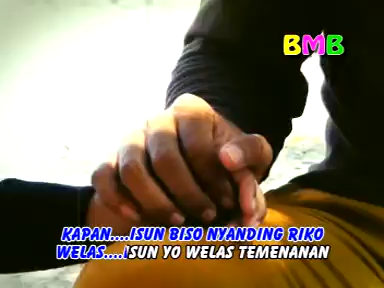 BMB
KAPAN....ISUN BISO NYANDING RIKO
WELAS....ISUN YO WELAS TEMENANAN